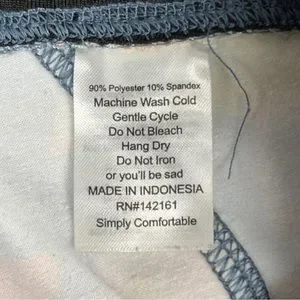 90% Polyester 10% Spandex
Machine Wash Cold
Gentle Cycle
Do Not Bleach
Hang Dry
Do Not Iron
or you'll be sad
MADE IN INDONESIA
RN#142161
Simply Comfortable